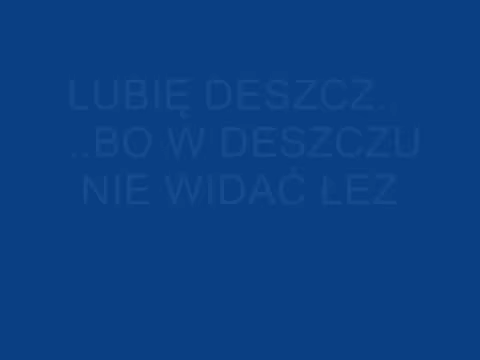 LUBIĘ DESZCZ..
..BO W DESZCZU
NIE WIDAĆ ŁEZ